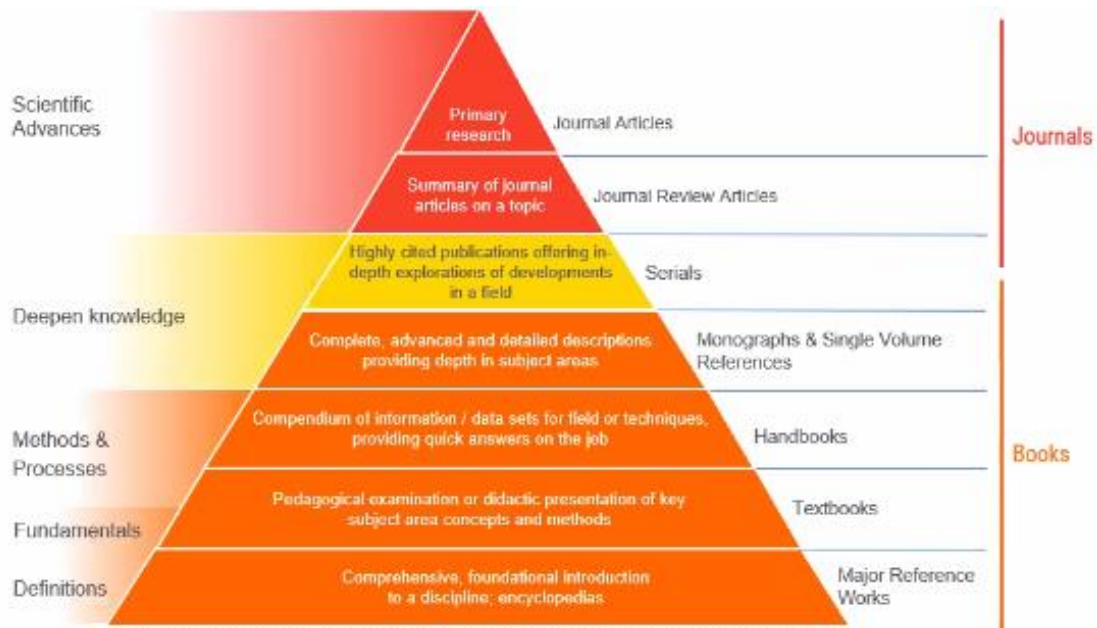 Scientific
Advances
Primary
research
Journal Articles
Journals
Summary of journal
articles on a topic
Journal Review Articles
Highly cited publications offering in-
depth explorations of developments
in a field
Serials
Deepen knowledge
Complete, advanced and detailed descriptions
providing depth in subject areas
Monographs & Single Volume
References
Compendium of information / data sets for field or techniques,
providing quick answers on the job
Handbooks
Methods &
Processes
Books
Pedagogical examination or didactic presentation of key
subject area concepts and methods
Textbooks
Fundamentals
Definitions
Comprehensive, foundational introduction
to a discipline; encyclopedias
Major Reference
Works